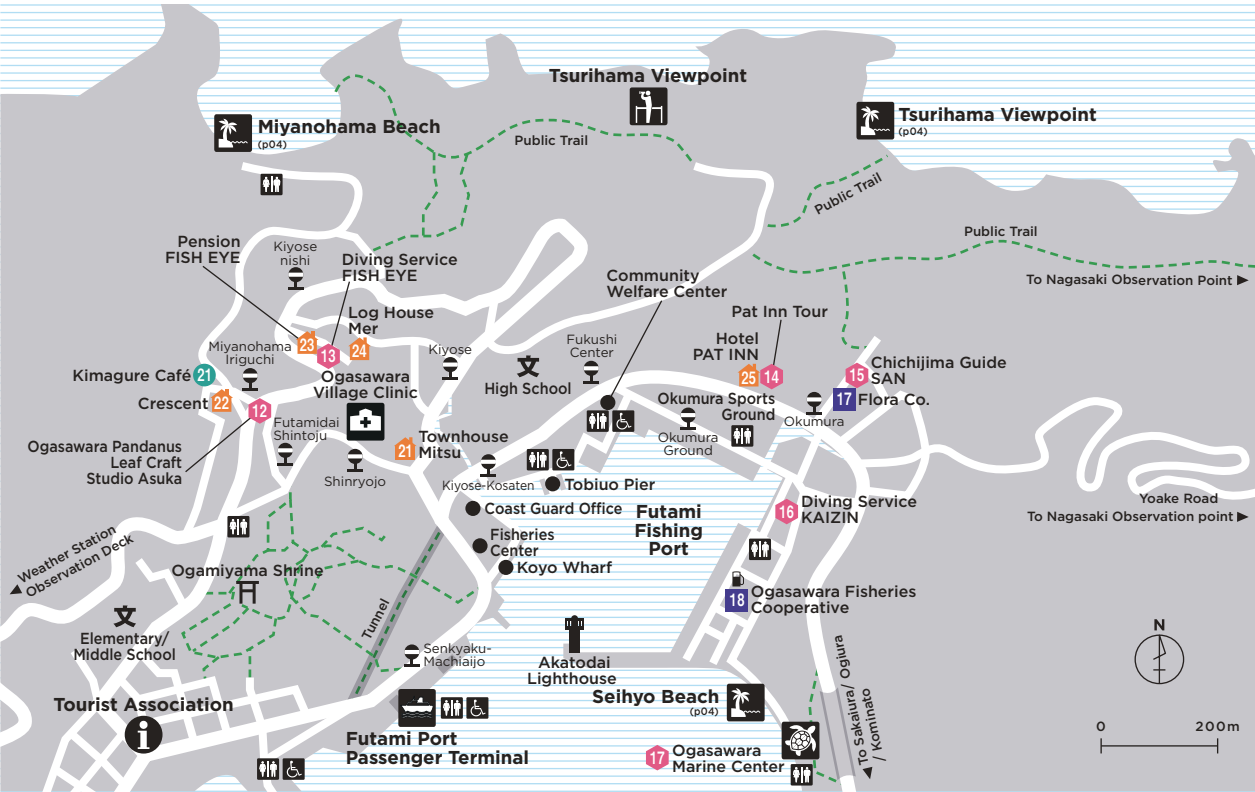 Tsurihama Viewpoint
Miyanohama Beach
(p04)
Tsurihama Viewpoint
(p04)
Public Trail
Public Trail
Public Trail
To Nagasaki Observation Point ▶
Pension
FISH EYE
Kiyose
nishi
Diving Service
FISH EYE
Community
Welfare Center
Pat Inn Tour
Log House
Mer
23
13
24
Miyanohama
Iriguchi
Kiyose
Fukushi
Center
Hotel
PAT INN
25
14
15
Chichijima Guide
SAN
Kimagure Café
21
Ogasawara
Village Clinic
文
High School
17
Flora Co.
Crescent
22
12
Okumura Sports
Ground
Okumura
Futamidai
Shintoju
Okumura
Ground
Ogasawara Pandanus
Leaf Craft
Studio Asuka
21
Townhouse
Mitsu
Shinryojo
Kiyose-Kosaten
Tobiuo Pier
Coast Guard Office
Futami
Fishing
Port
16
Diving Service
KAIZIN
Yoake Road
To Nagasaki Observation point ▶
Fisheries
Center
Koyo Wharf
◀ Weather Station
Observation Deck
Ogamiyama Shrine
18
Ogasawara Fisheries
Cooperative
Tunnel
文
Elementary/
Middle School
Senkyaku-
Machiaijo
Akatodai
Lighthouse
N
Seihyo Beach
(p04)
Tourist Association
i
Futami Port
Passenger Terminal
17
Ogasawara
Marine Center
◀ To Sakaiura/ Ogiura
/ Kominato
0
200m